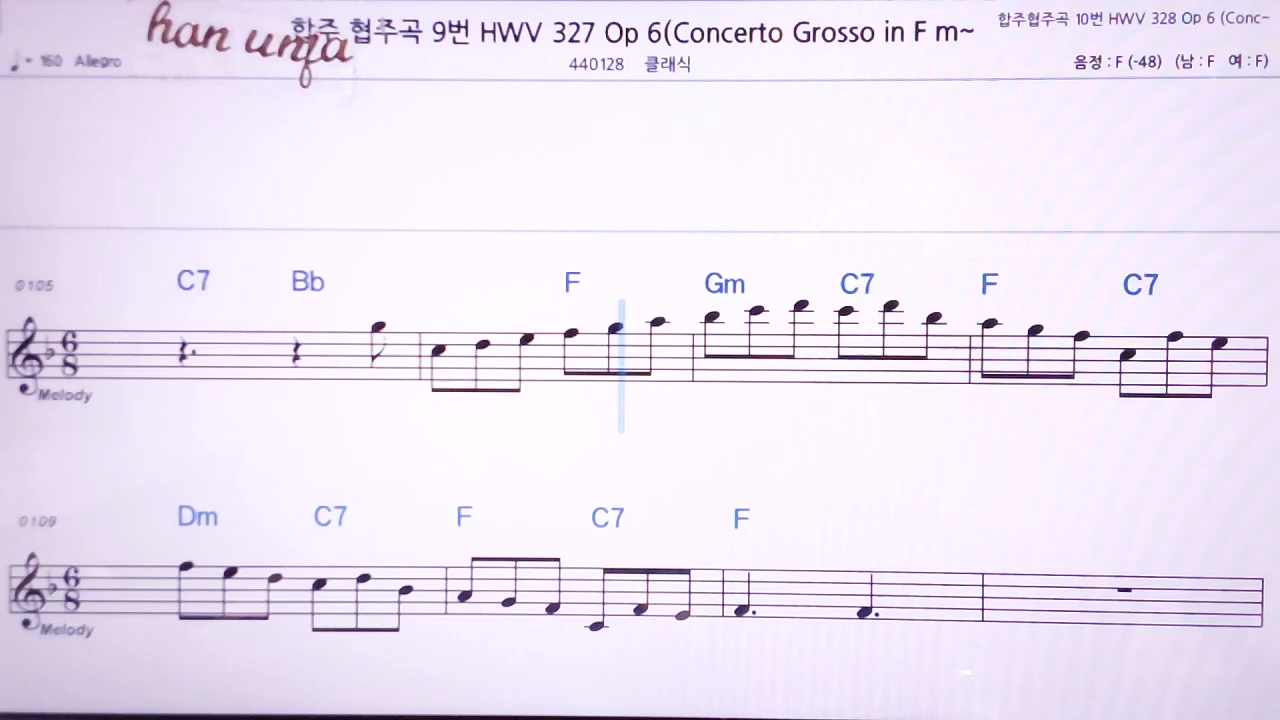 han unja
합주 협주곡 9번 HWV 327 Op 6(Concerto Grosso in F m~
합주협주곡 10번 HWV 328 Op 6 (Conc~
= 160 Allegro
440128 클래식
음정 : F (-48) (남 : F 여 : F)
C7 Bb F Gm C7 F C7
0105
6
8
Melody
Dm C7 F C7 F
0109
6
8
Melody